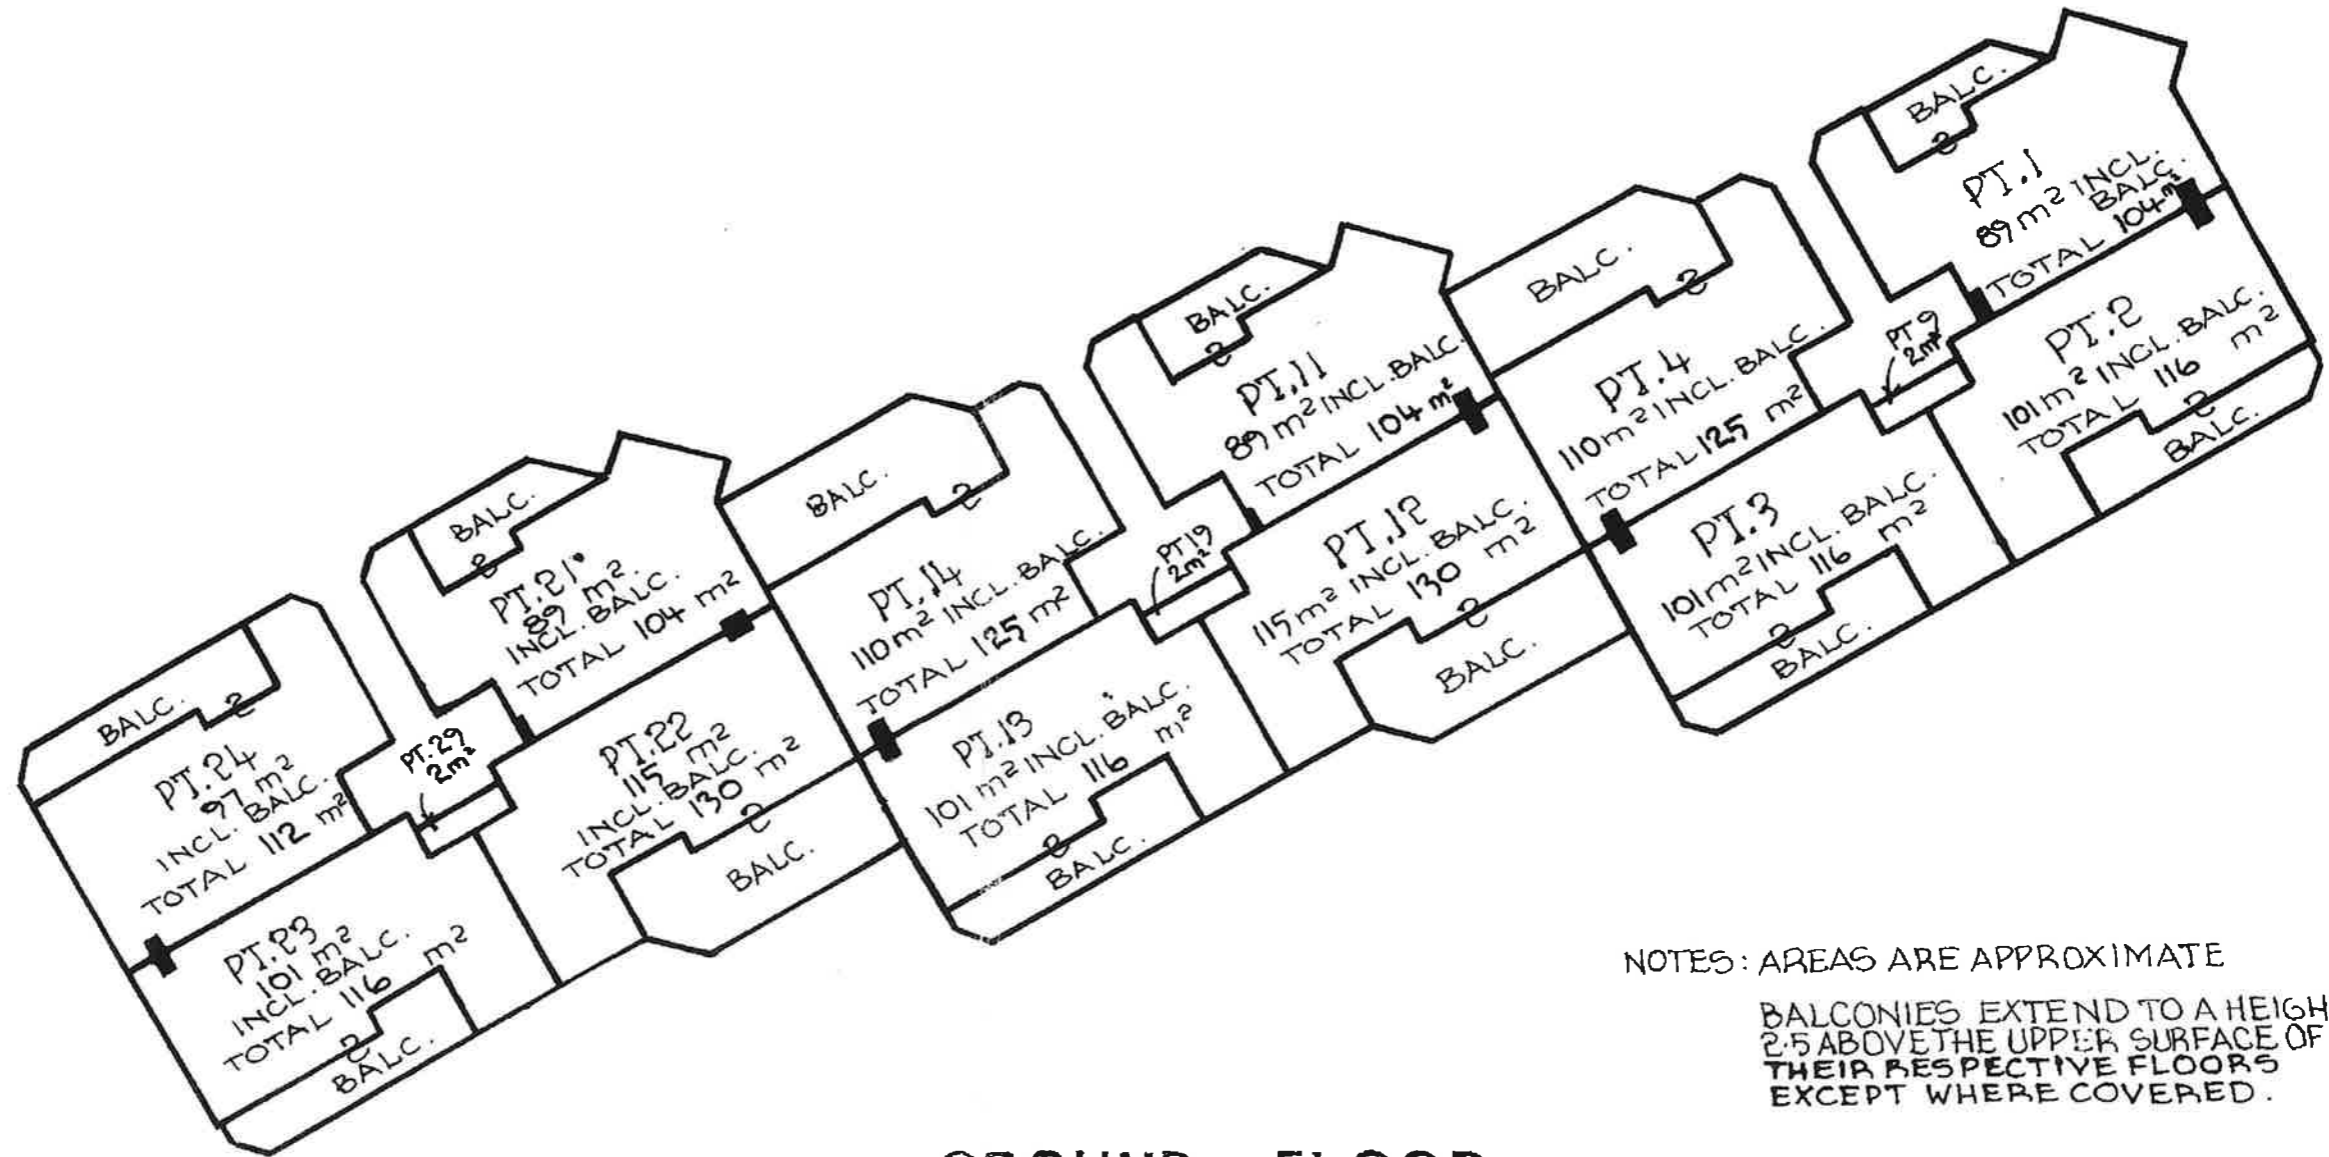 BALC.
PT.1
89 m² INCL.
BALC.
TOTAL 104 m²
PT.2
101 m² INCL. BALC.
TOTAL 116 m²
BALC.
PT 9
2m²
BALC.
PT.4
110 m² INCL. BALC.
TOTAL 125 m²
PT.3
101 m² INCL. BALC.
TOTAL 116 m²
BALC.
BALC.
PT.11
89 m² INCL. BALC.
TOTAL 104 m²
PT.12
115 m² INCL. BALC.
TOTAL 130 m²
BALC.
PT 19
2m²
BALC.
PT.14
110 m² INCL. BALC.
TOTAL 125 m²
PT.13
101 m² INCL. BALC.
TOTAL 116 m²
BALC.
BALC.
PT.21
89 m².
INCL. BALC.
TOTAL 104 m²
PT.22
115 m²
INCL. BALC.
TOTAL 130 m²
BALC.
PT.29
2m²
BALC.
PT.24
97 m²
INCL. BALC.
TOTAL 112 m²
PT.23
101 m²
INCL. BALC.
TOTAL 116 m²
BALC.
NOTES: AREAS ARE APPROXIMATE
BALCONIES EXTEND TO A HEIGH
2.5 ABOVE THE UPPER SURFACE OF
THEIR RESPECTIVE FLOORS
EXCEPT WHERE COVERED.
GROUND FLOOR